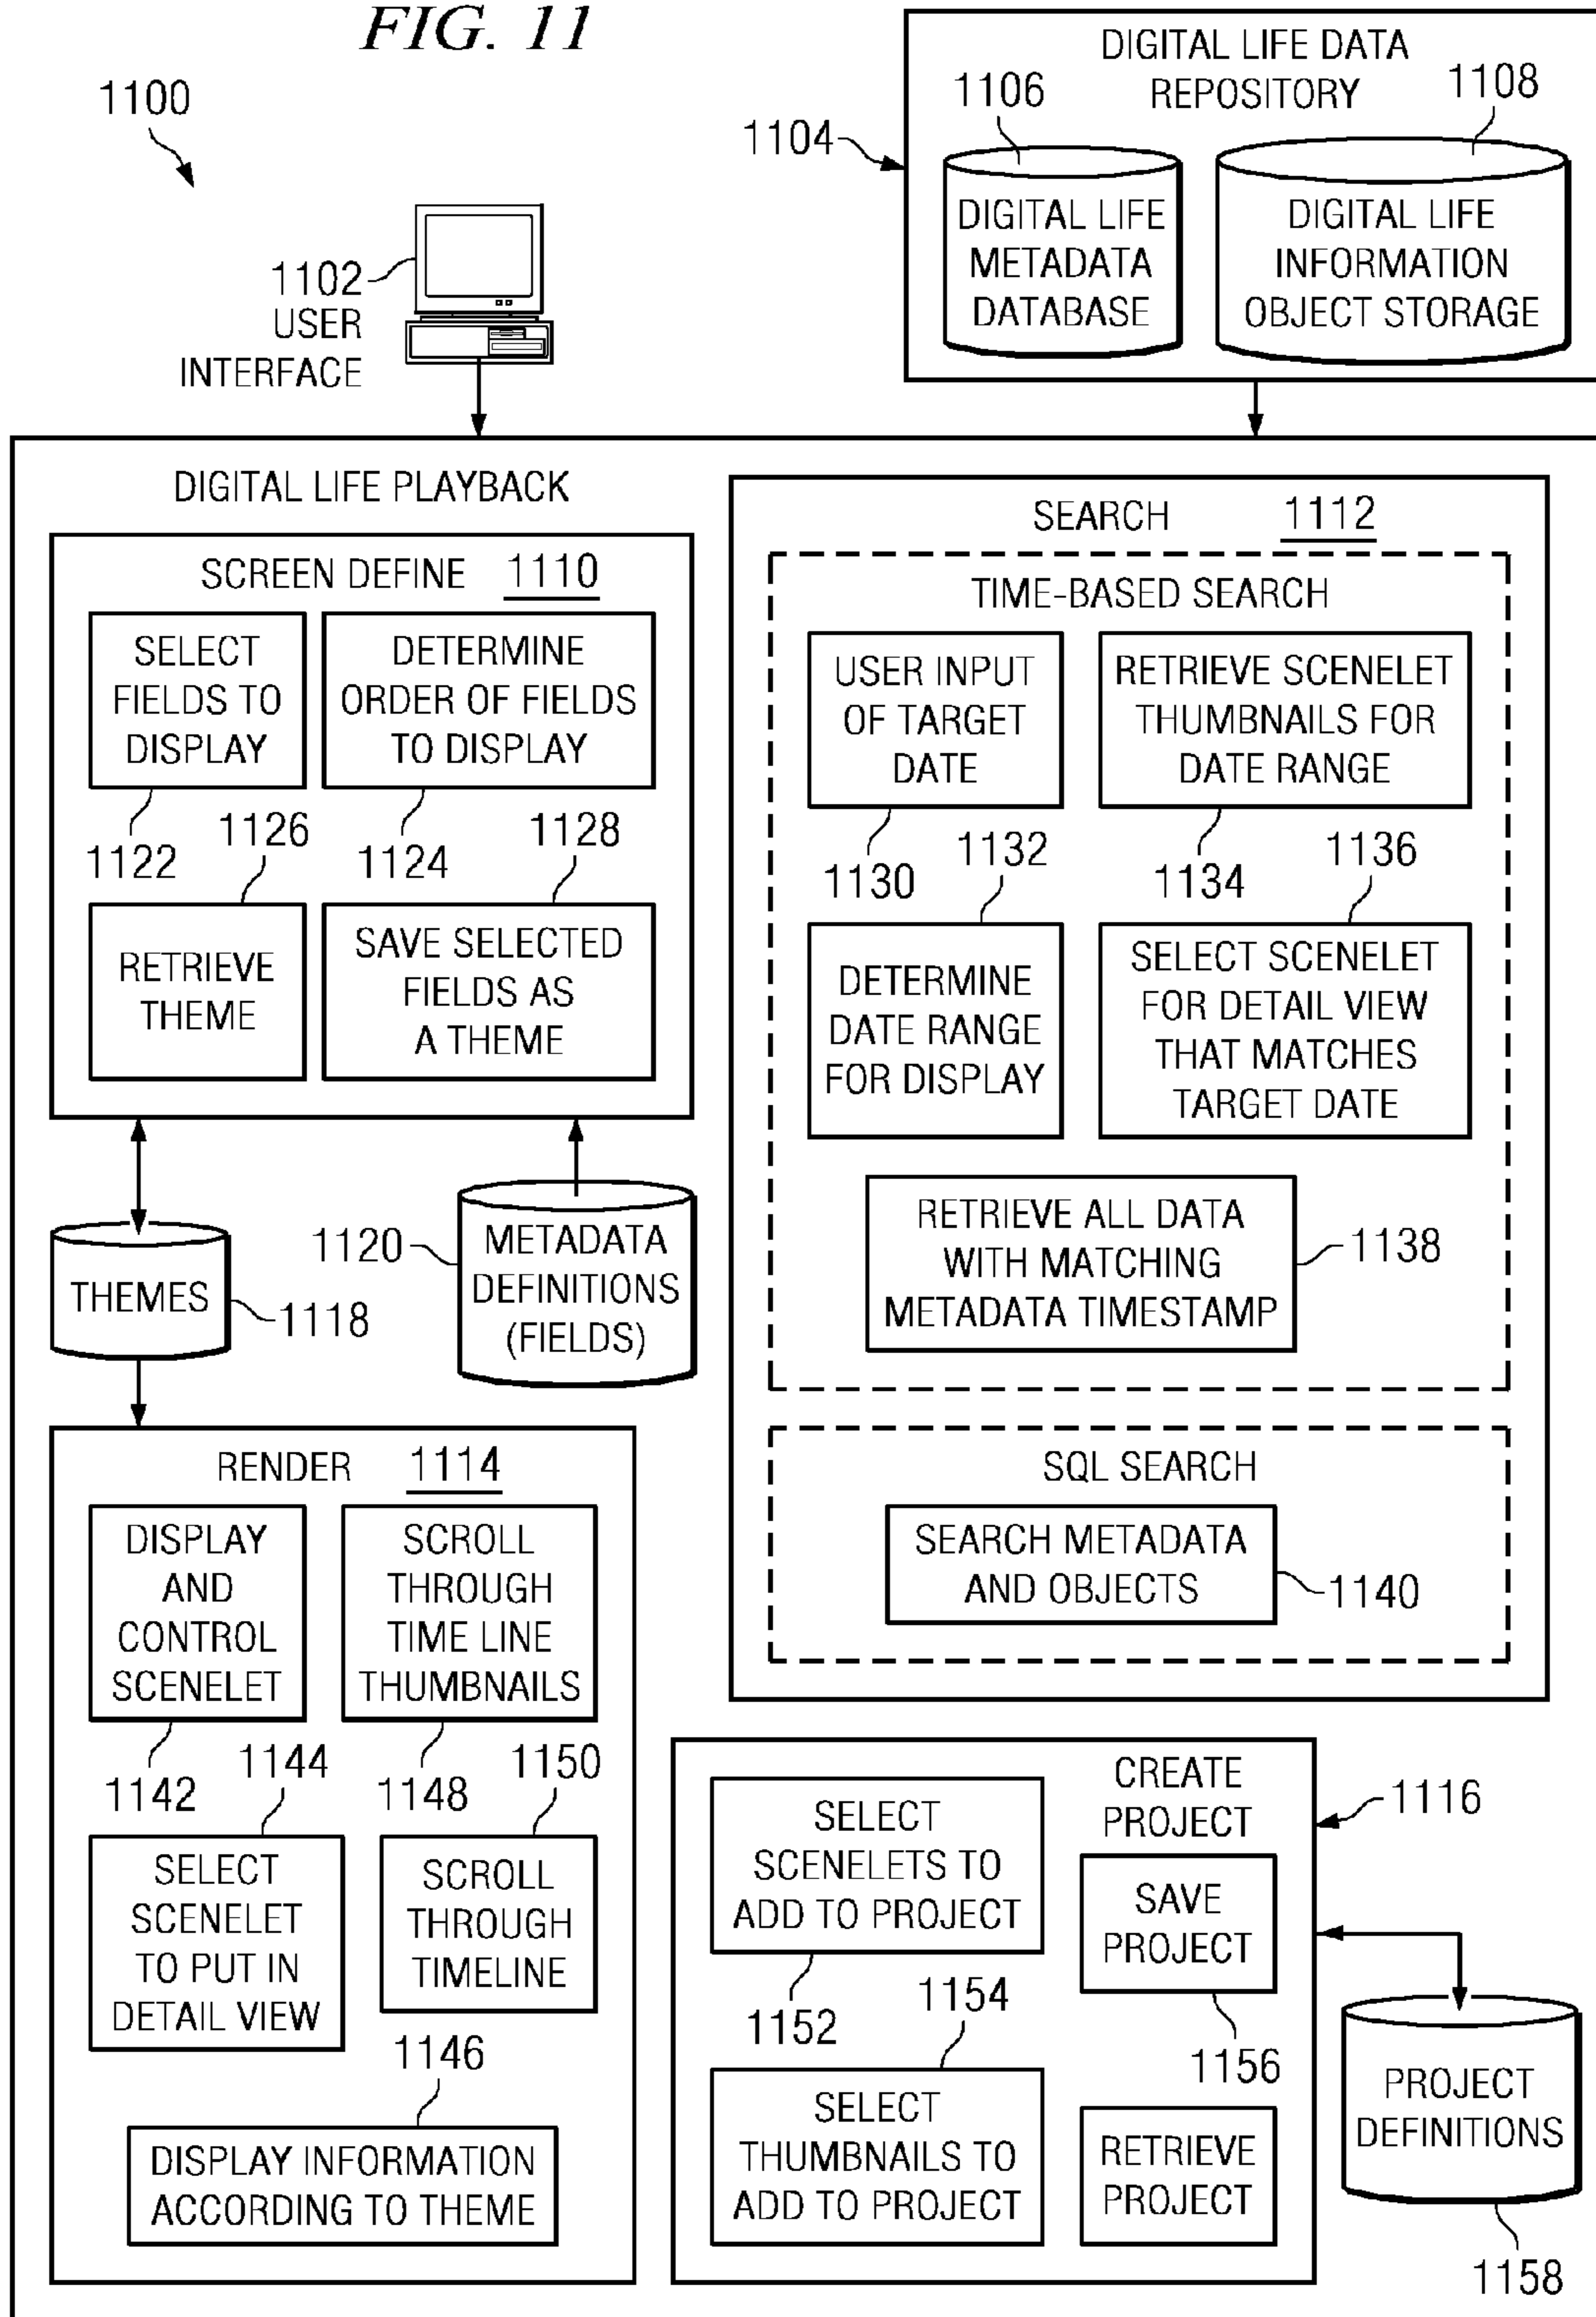 FIG. 11
1100
1102
USER
INTERFACE
DIGITAL LIFE DATA
REPOSITORY
1104
1106
1108
DIGITAL LIFE
METADATA
DATABASE
DIGITAL LIFE
INFORMATION
OBJECT STORAGE
DIGITAL LIFE PLAYBACK
SCREEN DEFINE 1110
SELECT
FIELDS TO
DISPLAY
DETERMINE
ORDER OF FIELDS
TO DISPLAY
1122
1126
1124
1128
RETRIEVE
THEME
SAVE SELECTED
FIELDS AS
A THEME
THEMES
1118
1120
METADATA
DEFINITIONS
(FIELDS)
SEARCH 1112
TIME-BASED SEARCH
USER INPUT
OF TARGET
DATE
RETRIEVE SCENELET
THUMBNAILS FOR
DATE RANGE
1130
1132
1134
1136
DETERMINE
DATE RANGE
FOR DISPLAY
SELECT SCENELET
FOR DETAIL VIEW
THAT MATCHES
TARGET DATE
RETRIEVE ALL DATA
WITH MATCHING
METADATA TIMESTAMP
1138
SQL SEARCH
SEARCH METADATA
AND OBJECTS
1140
RENDER 1114
DISPLAY
AND
CONTROL
SCENELET
SCROLL
THROUGH
TIME LINE
THUMBNAILS
1142
1144
1148
1150
SELECT
SCENELET
TO PUT IN
DETAIL VIEW
SCROLL
THROUGH
TIMELINE
1146
DISPLAY INFORMATION
ACCORDING TO THEME
CREATE
PROJECT
1116
SELECT
SCENELETS TO
ADD TO PROJECT
SAVE
PROJECT
1152
1154
1156
SELECT
THUMBNAILS TO
ADD TO PROJECT
RETRIEVE
PROJECT
PROJECT
DEFINITIONS
1158